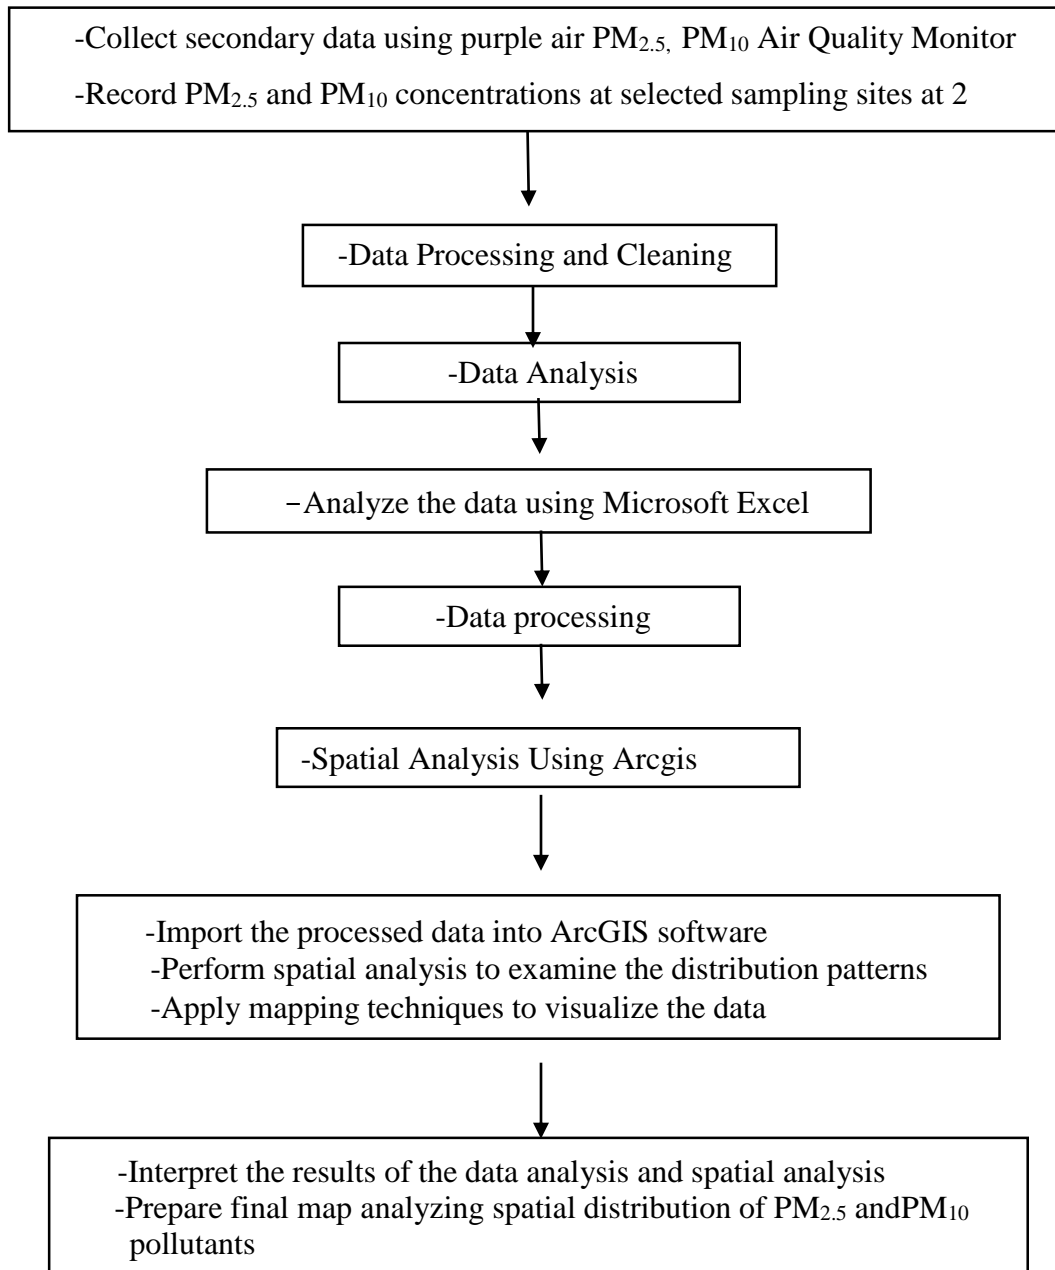 -Collect secondary data using purple air PM2.5, PM10 Air Quality Monitor
-Record PM2.5 and PM10 concentrations at selected sampling sites at 2
-Data Processing and Cleaning
-Data Analysis
-Analyze the data using Microsoft Excel
-Data processing
-Spatial Analysis Using Arcgis
-Import the processed data into ArcGIS software
-Perform spatial analysis to examine the distribution patterns
-Apply mapping techniques to visualize the data
-Interpret the results of the data analysis and spatial analysis
-Prepare final map analyzing spatial distribution of PM2.5 andPM10
pollutants